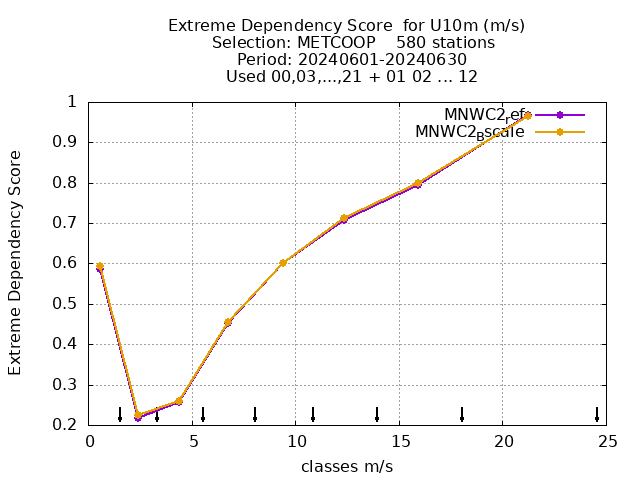 Extreme Dependency Score  for U10m (m/s)
Selection: METCOOP    580 stations
Period: 20240601-20240630
Used 00,03,...,21 + 01 02 ... 12
MNWC2ref
MNWC2Bscale
1
0.9
0.8
0.7
0.6
0.5
0.4
0.3
0.2
Extreme Dependency Score
0 5 10 15 20 25
classes m/s